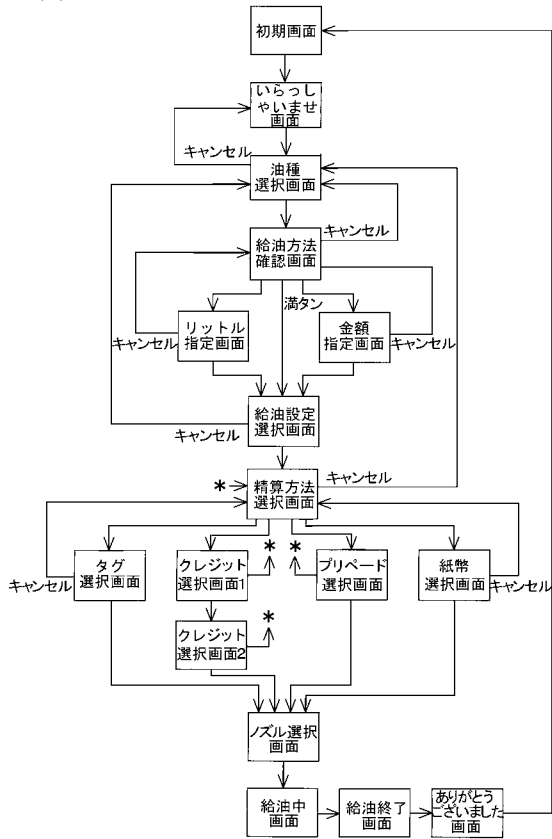 初期画面
いらっし
ゃいませ
画面
キャンセル
油種
選択画面
キャンセル
給油方法
確認画面
満タン
リットル
指定画面
金額
指定画面
キャンセル
キャンセル
給油設定
選択画面
キャンセル
*
精算方法
選択画面
キャンセル
*
*
タグ
選択画面
クレジット
選択画面1
プリペード
選択画面
紙幣
選択画面
キャンセル
キャンセル
*
クレジット
選択画面2
ノズル選択
画面
給油中
画面
給油終了
画面
ありがとう
ございました
画面